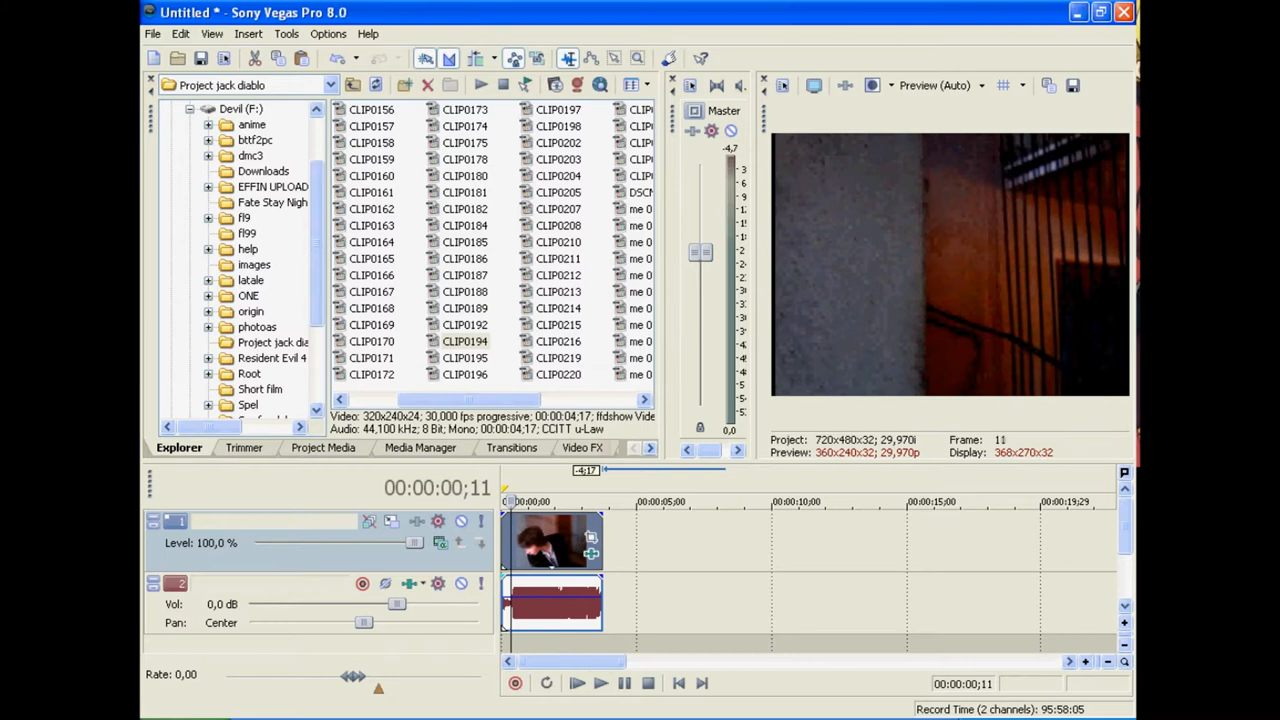 Untitled * - Sony Vegas Pro 8.0
File Edit View Insert Tools Options Help
Project jack diablo
Devil (F:)
anime
bttf2pc
dmc3
Downloads
EFFIN UPLOAD
Fate Stay Nigh
fl9
fl99
help
images
latale
ONE
origin
photoas
Project jack dia
Resident Evil 4
Root
Short film
Spel
CLIP0156 CLIP0173 CLIP0197
CLIP0157 CLIP0174 CLIP0198
CLIP0158 CLIP0175 CLIP0202
CLIP0159 CLIP0178 CLIP0203
CLIP0160 CLIP0180 CLIP0204
CLIP0161 CLIP0181 CLIP0205 DSCN
CLIP0162 CLIP0182 CLIP0207 me 0
CLIP0163 CLIP0184 CLIP0208 me 0
CLIP0164 CLIP0185 CLIP0210 me 0
CLIP0165 CLIP0186 CLIP0211 me 0
CLIP0166 CLIP0187 CLIP0212 me 0
CLIP0167 CLIP0188 CLIP0213 me 0
CLIP0168 CLIP0189 CLIP0214 me 0
CLIP0169 CLIP0192 CLIP0215 me 0
CLIP0170 CLIP0194 CLIP0216 me 0
CLIP0171 CLIP0195 CLIP0219 me 0
CLIP0172 CLIP0196 CLIP0220 me 0
Video: 320x240x24; 30,000 fps progressive; 00:00:04;17; ffdshow Vide
Audio: 44,100 kHz; 8 Bit; Mono; 00:00:04;17; CCITT u-Law
Explorer Trimmer Project Media Media Manager Transitions Video FX
Master
-4,7
0,0
Preview (Auto)
Project: 720x480x32; 29,970i Frame: 11
Preview: 360x240x32; 29,970p Display: 368x270x32
-4;17
00:00:00;11
00:00:00 00:00:05;00 00:00:10;00 00:00:15;00 00:00:19;29
1
Level: 100,0 %
2
Vol: 0,0 dB
Pan: Center
Rate: 0,00
00:00:00;11
Record Time (2 channels): 95:58:05